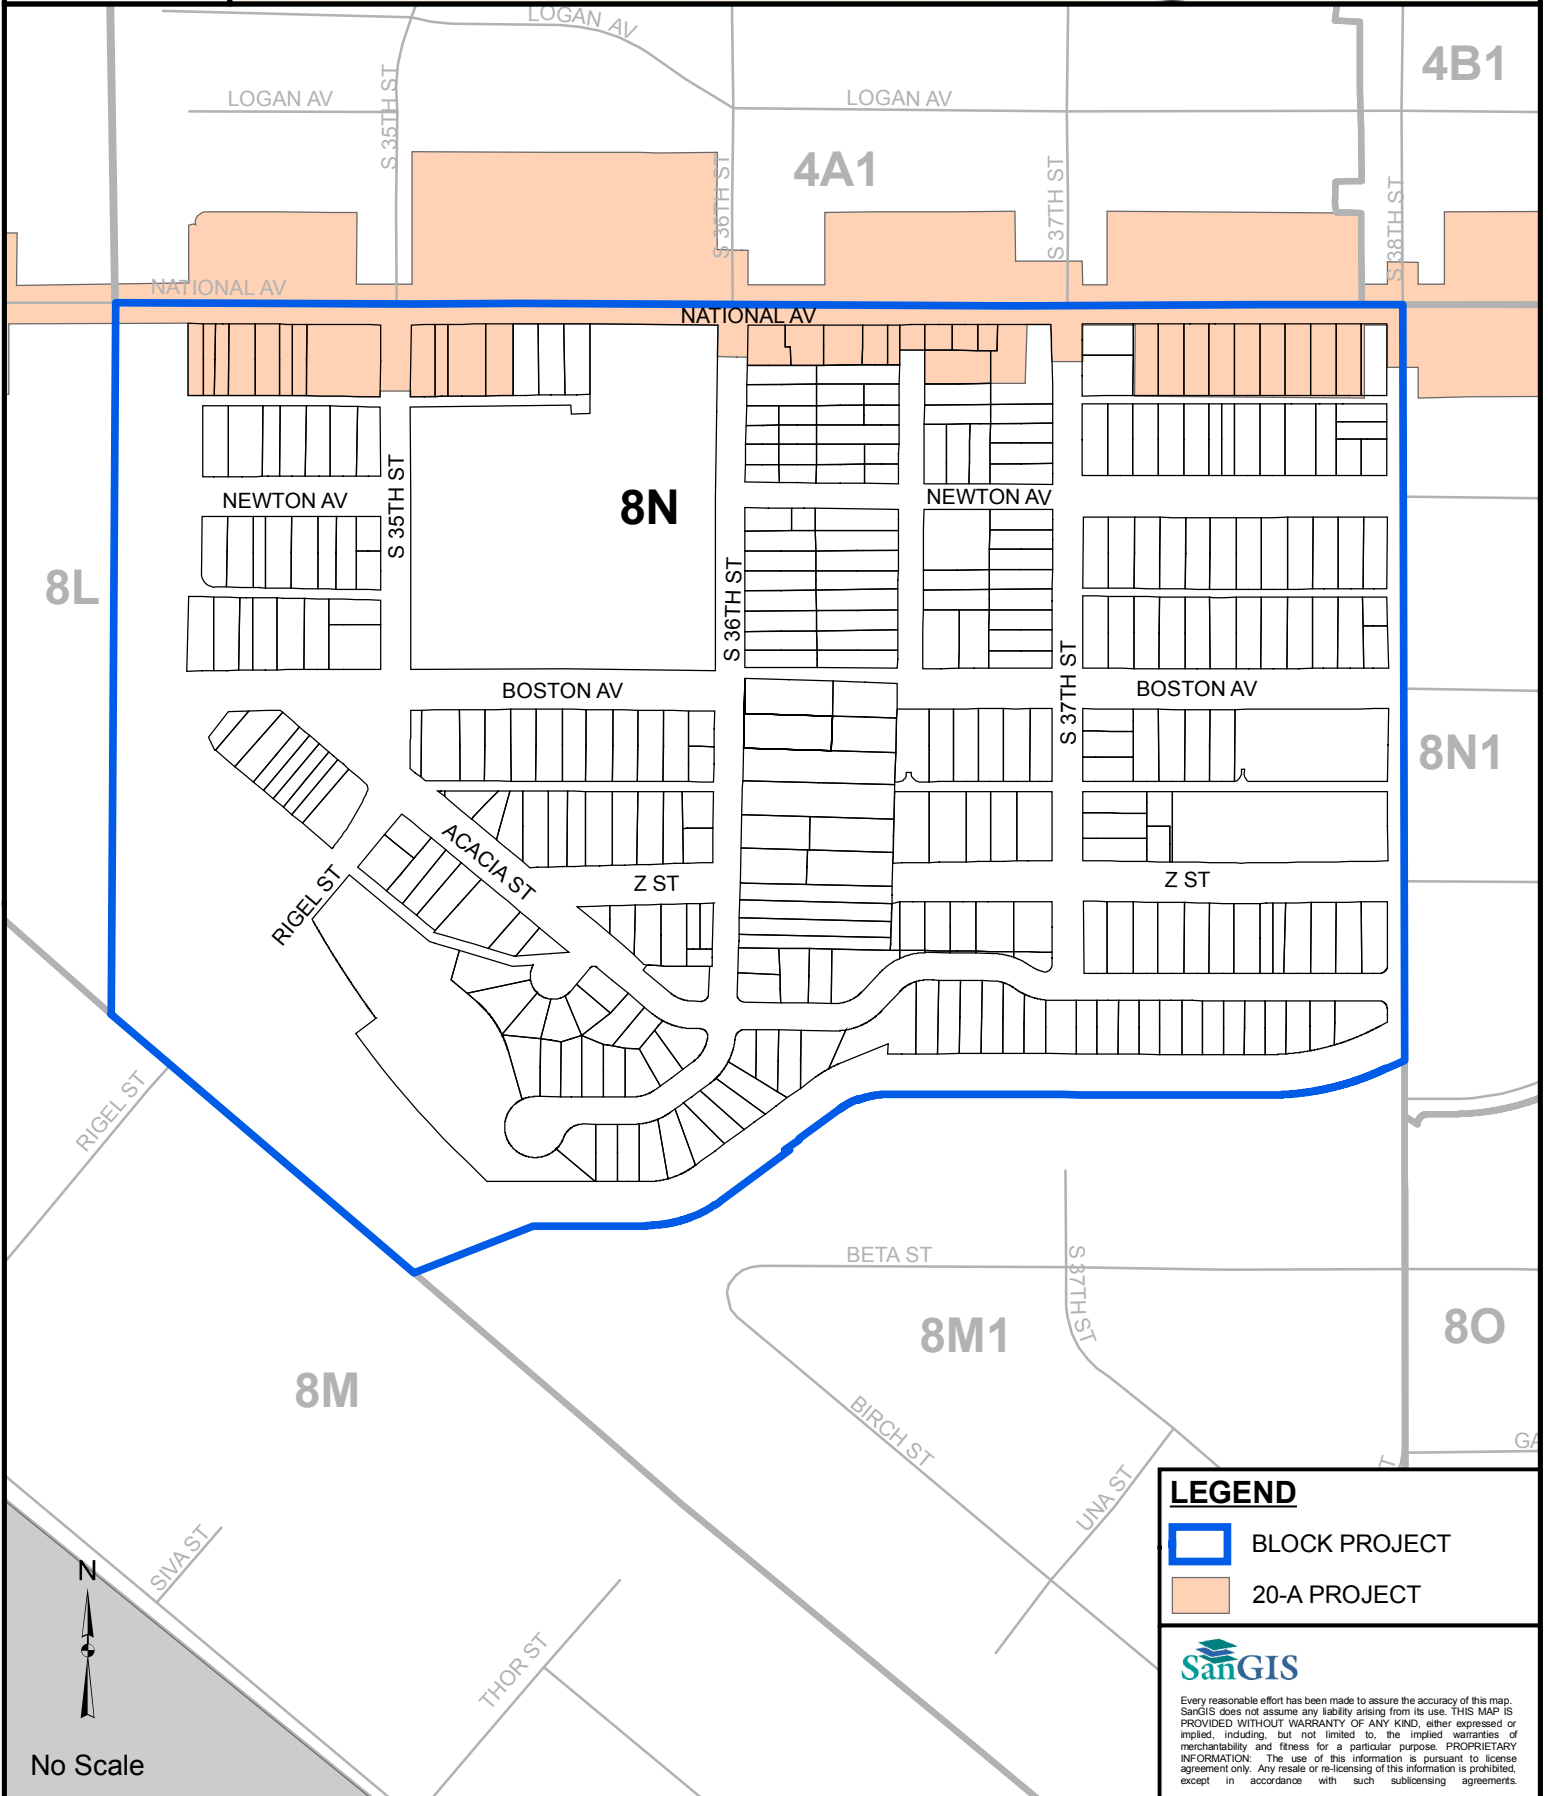 LOGAN AV
4B1
LOGAN AV
LOGAN AV
S 35TH ST
4A1
S 36TH ST
S 37TH ST
S 38TH ST
NATIONAL AV
NATIONAL AV
NEWTON AV
S 35TH ST
8N
NEWTON AV
8L
S 36TH ST
S 37TH ST
BOSTON AV
BOSTON AV
8N1
ACACIA ST
RIGEL ST
Z ST
Z ST
RIGEL ST
BETA ST
S 37TH ST
8M1
8O
8M
BIRCH ST
GA
T
UNA ST
SIVA ST
THOR ST
N
No Scale
LEGEND
BLOCK PROJECT
20-A PROJECT
SanGIS
Every reasonable effort has been made to assure the accuracy of this map.
SanGIS does not assume any liability arising from its use. THIS MAP IS
PROVIDED WITHOUT WARRANTY OF ANY KIND, either expressed or
implied, including, but not limited to, the implied warranties of
merchantability and fitness for a particular purpose. PROPRIETARY
INFORMATION: The use of this information is pursuant to license
agreement only. Any resale or re-licensing of this information is prohibited,
except in accordance with such sublicensing agreements.